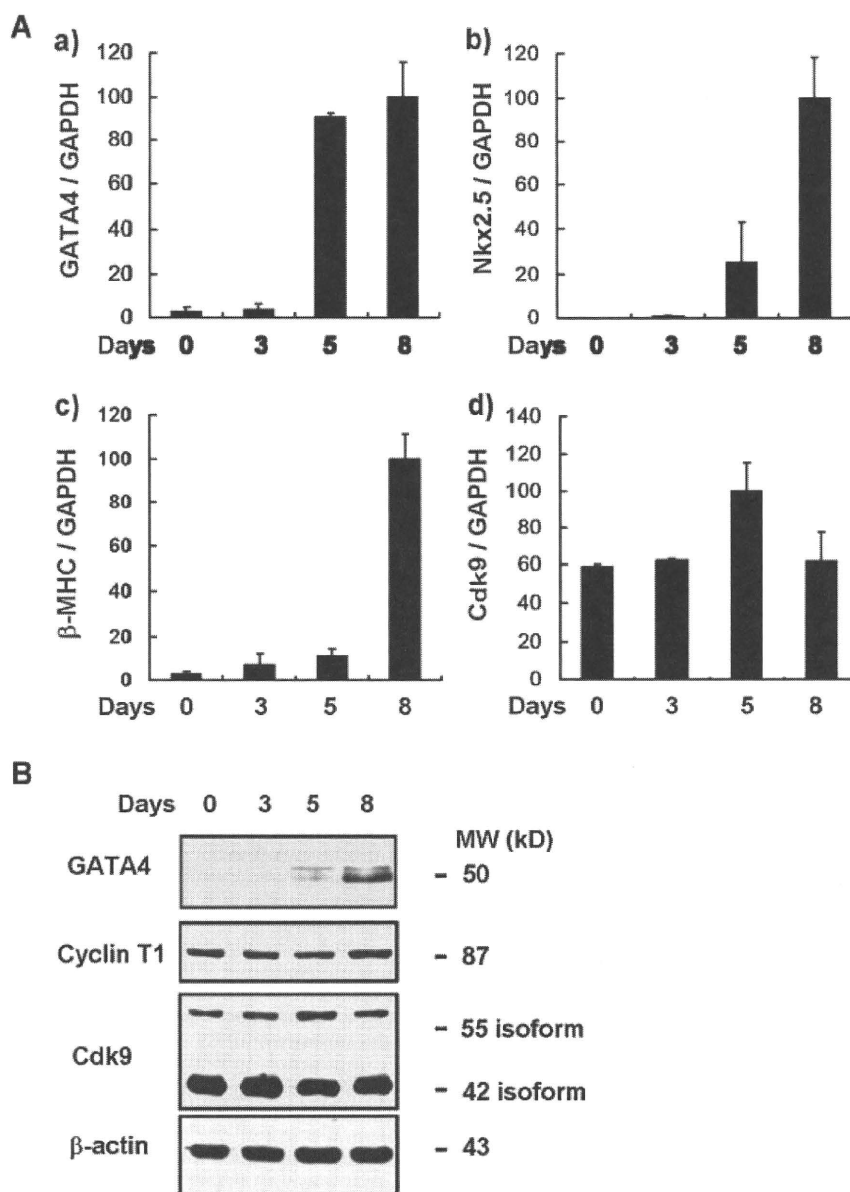 A
a)
GATA4 / GAPDH
120
100
80
60
40
20
0
Days 0 3 5 8
b)
Nkx2.5 / GAPDH
120
100
80
60
40
20
0
Days 0 3 5 8
c)
β-MHC / GAPDH
120
100
80
60
40
20
0
Days 0 3 5 8
d)
Cdk9 / GAPDH
140
120
100
80
60
40
20
0
Days 0 3 5 8
B
Days 0 3 5 8
MW (kD)
GATA4 - 50
Cyclin T1 - 87
Cdk9
- 55 isoform
- 42 isoform
β-actin - 43